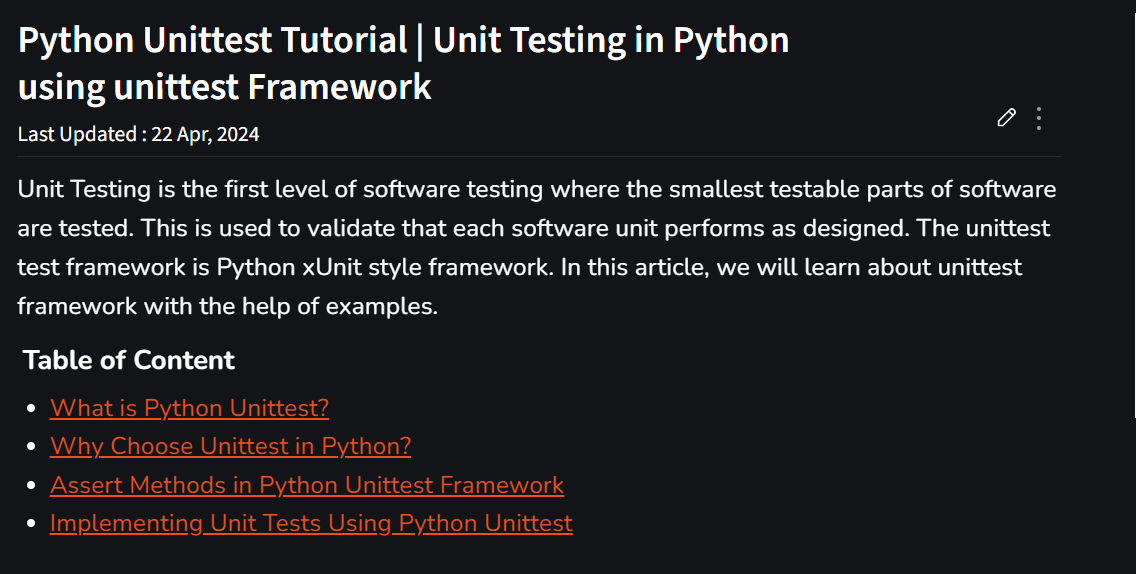 Python Unittest Tutorial | Unit Testing in Python
using unittest Framework
Last Updated : 22 Apr, 2024
Unit Testing is the first level of software testing where the smallest testable parts of software
are tested. This is used to validate that each software unit performs as designed. The unittest
test framework is Python xUnit style framework. In this article, we will learn about unittest
framework with the help of examples.
Table of Content
What is Python Unittest?
Why Choose Unittest in Python?
Assert Methods in Python Unittest Framework
Implementing Unit Tests Using Python Unittest